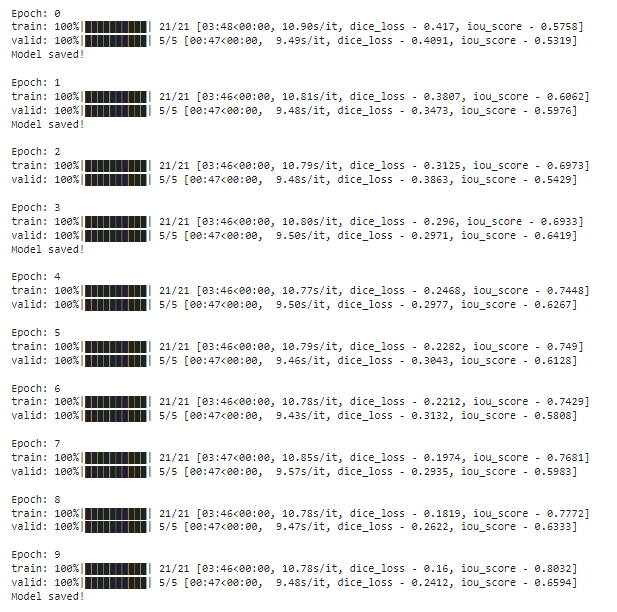 Epoch: 0
train: 100%|██████████| 21/21 [03:48<00:00, 10.90s/it, dice_loss - 0.417, iou_score - 0.5758]
valid: 100%|██████████| 5/5 [00:47<00:00,  9.49s/it, dice_loss - 0.4091, iou_score - 0.5319]
Model saved!
Epoch: 1
train: 100%|██████████| 21/21 [03:46<00:00, 10.81s/it, dice_loss - 0.3807, iou_score - 0.6062]
valid: 100%|██████████| 5/5 [00:47<00:00,  9.48s/it, dice_loss - 0.3473, iou_score - 0.5976]
Model saved!
Epoch: 2
train: 100%|██████████| 21/21 [03:46<00:00, 10.79s/it, dice_loss - 0.3125, iou_score - 0.6973]
valid: 100%|██████████| 5/5 [00:47<00:00,  9.48s/it, dice_loss - 0.3863, iou_score - 0.5429]
Epoch: 3
train: 100%|██████████| 21/21 [03:46<00:00, 10.80s/it, dice_loss - 0.296, iou_score - 0.6933]
valid: 100%|██████████| 5/5 [00:47<00:00,  9.50s/it, dice_loss - 0.2971, iou_score - 0.6419]
Model saved!
Epoch: 4
train: 100%|██████████| 21/21 [03:46<00:00, 10.77s/it, dice_loss - 0.2468, iou_score - 0.7448]
valid: 100%|██████████| 5/5 [00:47<00:00,  9.50s/it, dice_loss - 0.2977, iou_score - 0.6267]
Epoch: 5
train: 100%|██████████| 21/21 [03:46<00:00, 10.79s/it, dice_loss - 0.2282, iou_score - 0.749]
valid: 100%|██████████| 5/5 [00:47<00:00,  9.46s/it, dice_loss - 0.3043, iou_score - 0.6128]
Epoch: 6
train: 100%|██████████| 21/21 [03:46<00:00, 10.78s/it, dice_loss - 0.2212, iou_score - 0.7429]
valid: 100%|██████████| 5/5 [00:47<00:00,  9.43s/it, dice_loss - 0.3132, iou_score - 0.5808]
Epoch: 7
train: 100%|██████████| 21/21 [03:47<00:00, 10.85s/it, dice_loss - 0.1974, iou_score - 0.7681]
valid: 100%|██████████| 5/5 [00:47<00:00,  9.57s/it, dice_loss - 0.2935, iou_score - 0.5983]
Epoch: 8
train: 100%|██████████| 21/21 [03:46<00:00, 10.78s/it, dice_loss - 0.1819, iou_score - 0.7772]
valid: 100%|██████████| 5/5 [00:47<00:00,  9.47s/it, dice_loss - 0.2622, iou_score - 0.6333]
Epoch: 9
train: 100%|██████████| 21/21 [03:46<00:00, 10.78s/it, dice_loss - 0.16, iou_score - 0.8032]
valid: 100%|██████████| 5/5 [00:47<00:00,  9.48s/it, dice_loss - 0.2412, iou_score - 0.6594]
Model saved!